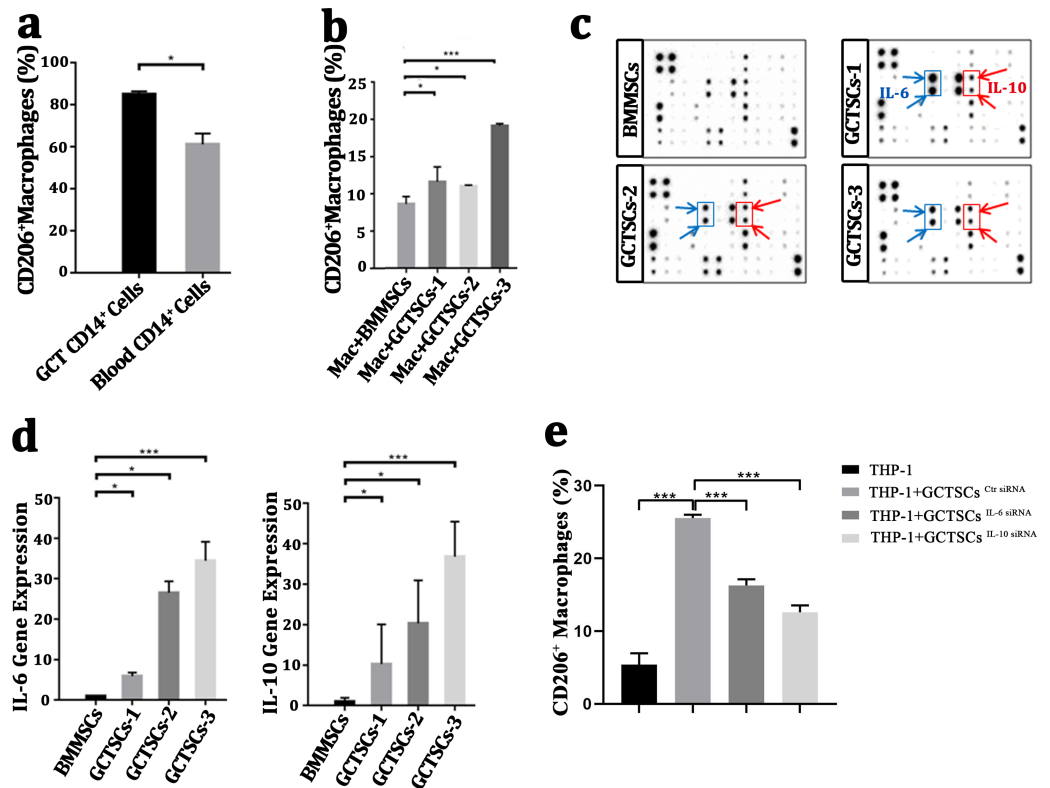 a
CD206+Macrophages (%)
100
80
60
40
20
0
*
GCT CD14+ Cells
Blood CD14+ Cells
b
CD206+Macrophages (%)
25
20
15
10
5
0
***
*
*
Mac+BMMSCs
Mac+GCTSCs-1
Mac+GCTSCs-2
Mac+GCTSCs-3
c
BMMSCs
GCTSCs-1
IL-6
IL-10
GCTSCs-2
GCTSCs-3
d
IL-6 Gene Expression
50
40
30
20
10
0
***
*
*
BMMSCs
GCTSCs-1
GCTSCs-2
GCTSCs-3
IL-10 Gene Expression
50
40
30
20
10
0
***
*
*
BMMSCs
GCTSCs-1
GCTSCs-2
GCTSCs-3
e
CD206+ Macrophages (%)
30
20
10
0
***
***
***
THP-1
THP-1+GCTSCs Ctr siRNA
THP-1+GCTSCs IL-6 siRNA
THP-1+GCTSCs IL-10 siRNA